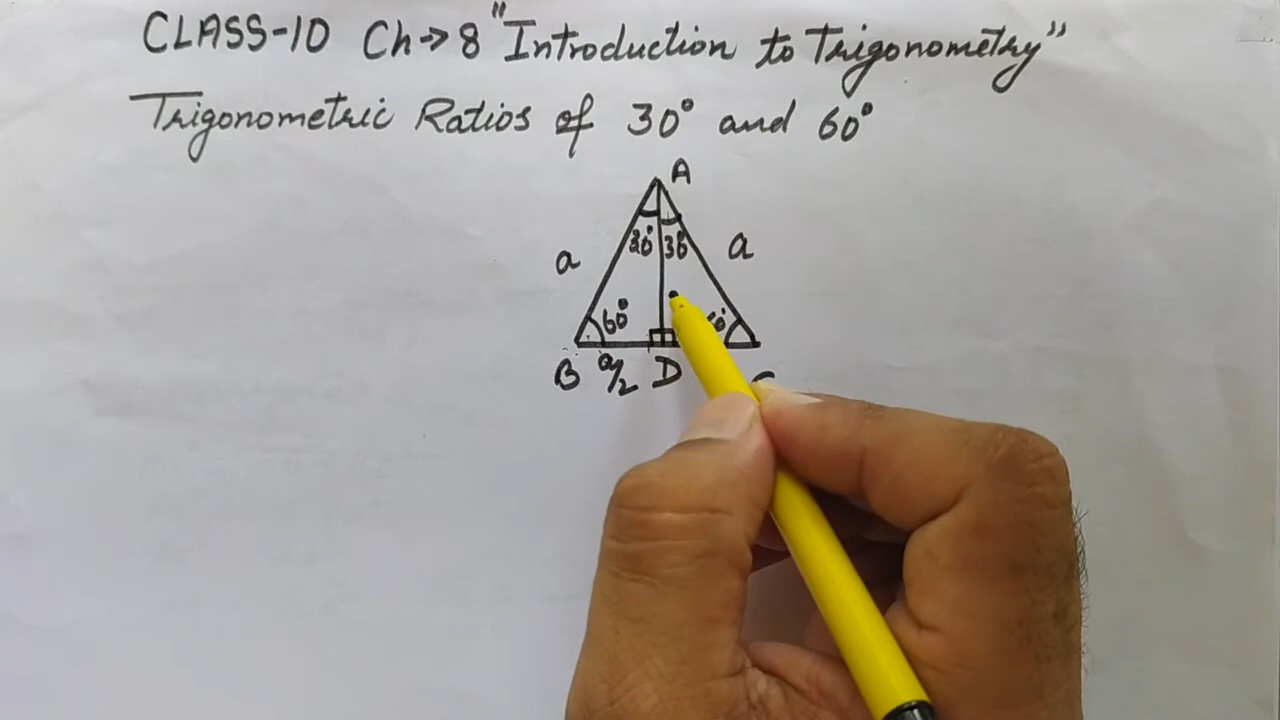 CLASS-10 Ch→8 "Introduction to Trigonometry"
Trigonometric Ratios of 30° and 60°
A
30° 30°
a a
60°
B a/2 D